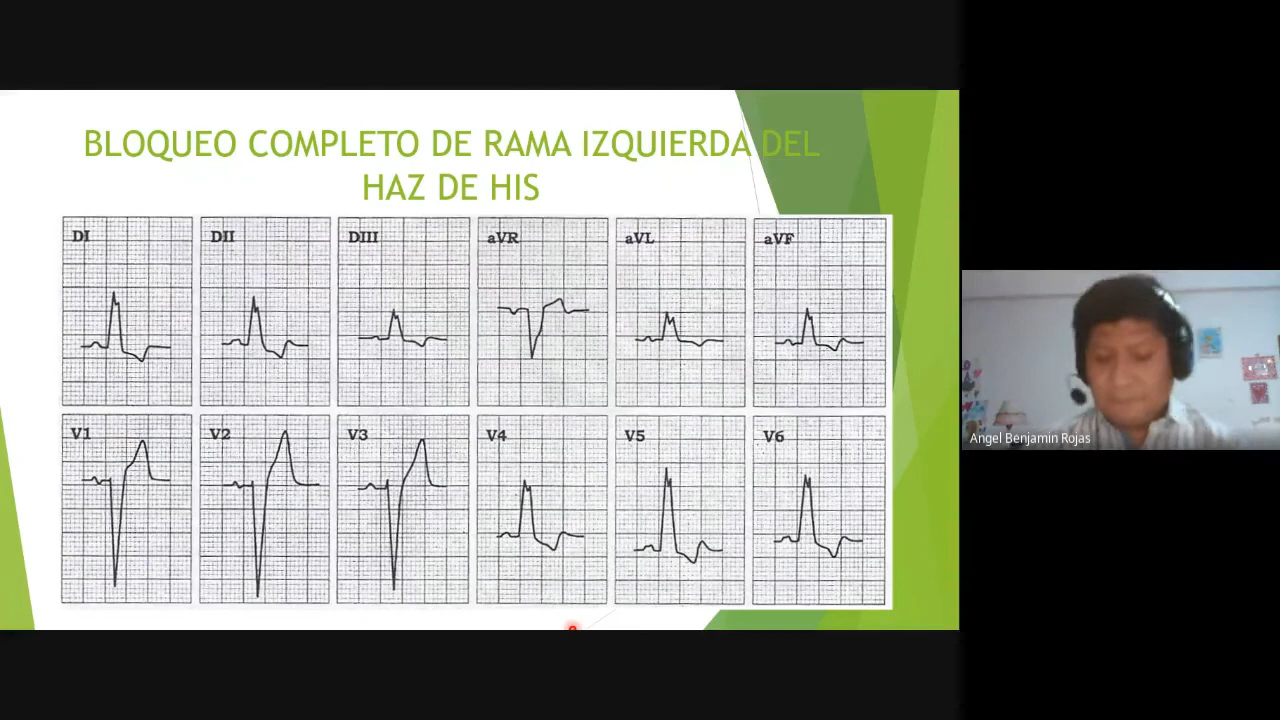 BLOQUEO COMPLETO DE RAMA IZQUIERDA DEL
HAZ DE HIS
DI
DII
DIII
aVR
aVL
aVF
V1
V2
V3
V4
V5
V6
Angel Benjamin Rojas